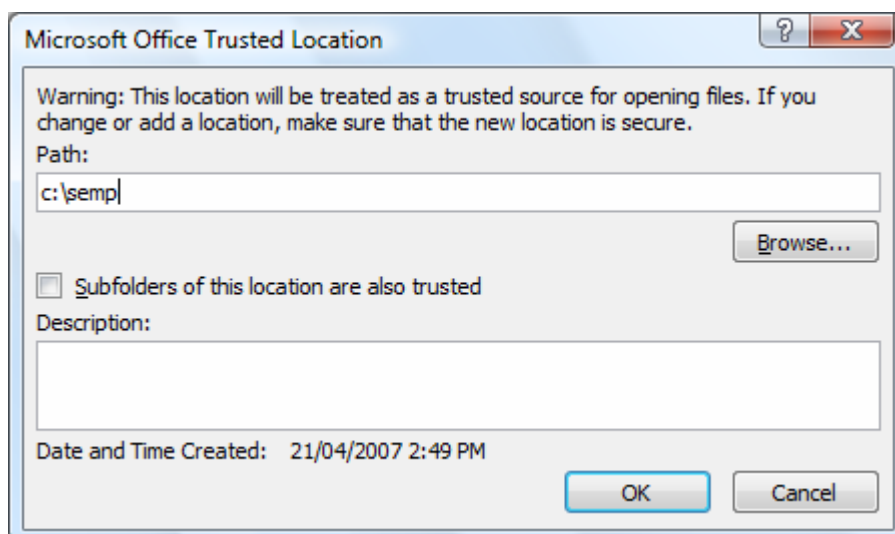 Microsoft Office Trusted Location
Warning: This location will be treated as a trusted source for opening files. If you
change or add a location, make sure that the new location is secure.
Path:
c:\semp
Browse...
Subfolders of this location are also trusted
Description:
Date and Time Created: 21/04/2007 2:49 PM
OK Cancel